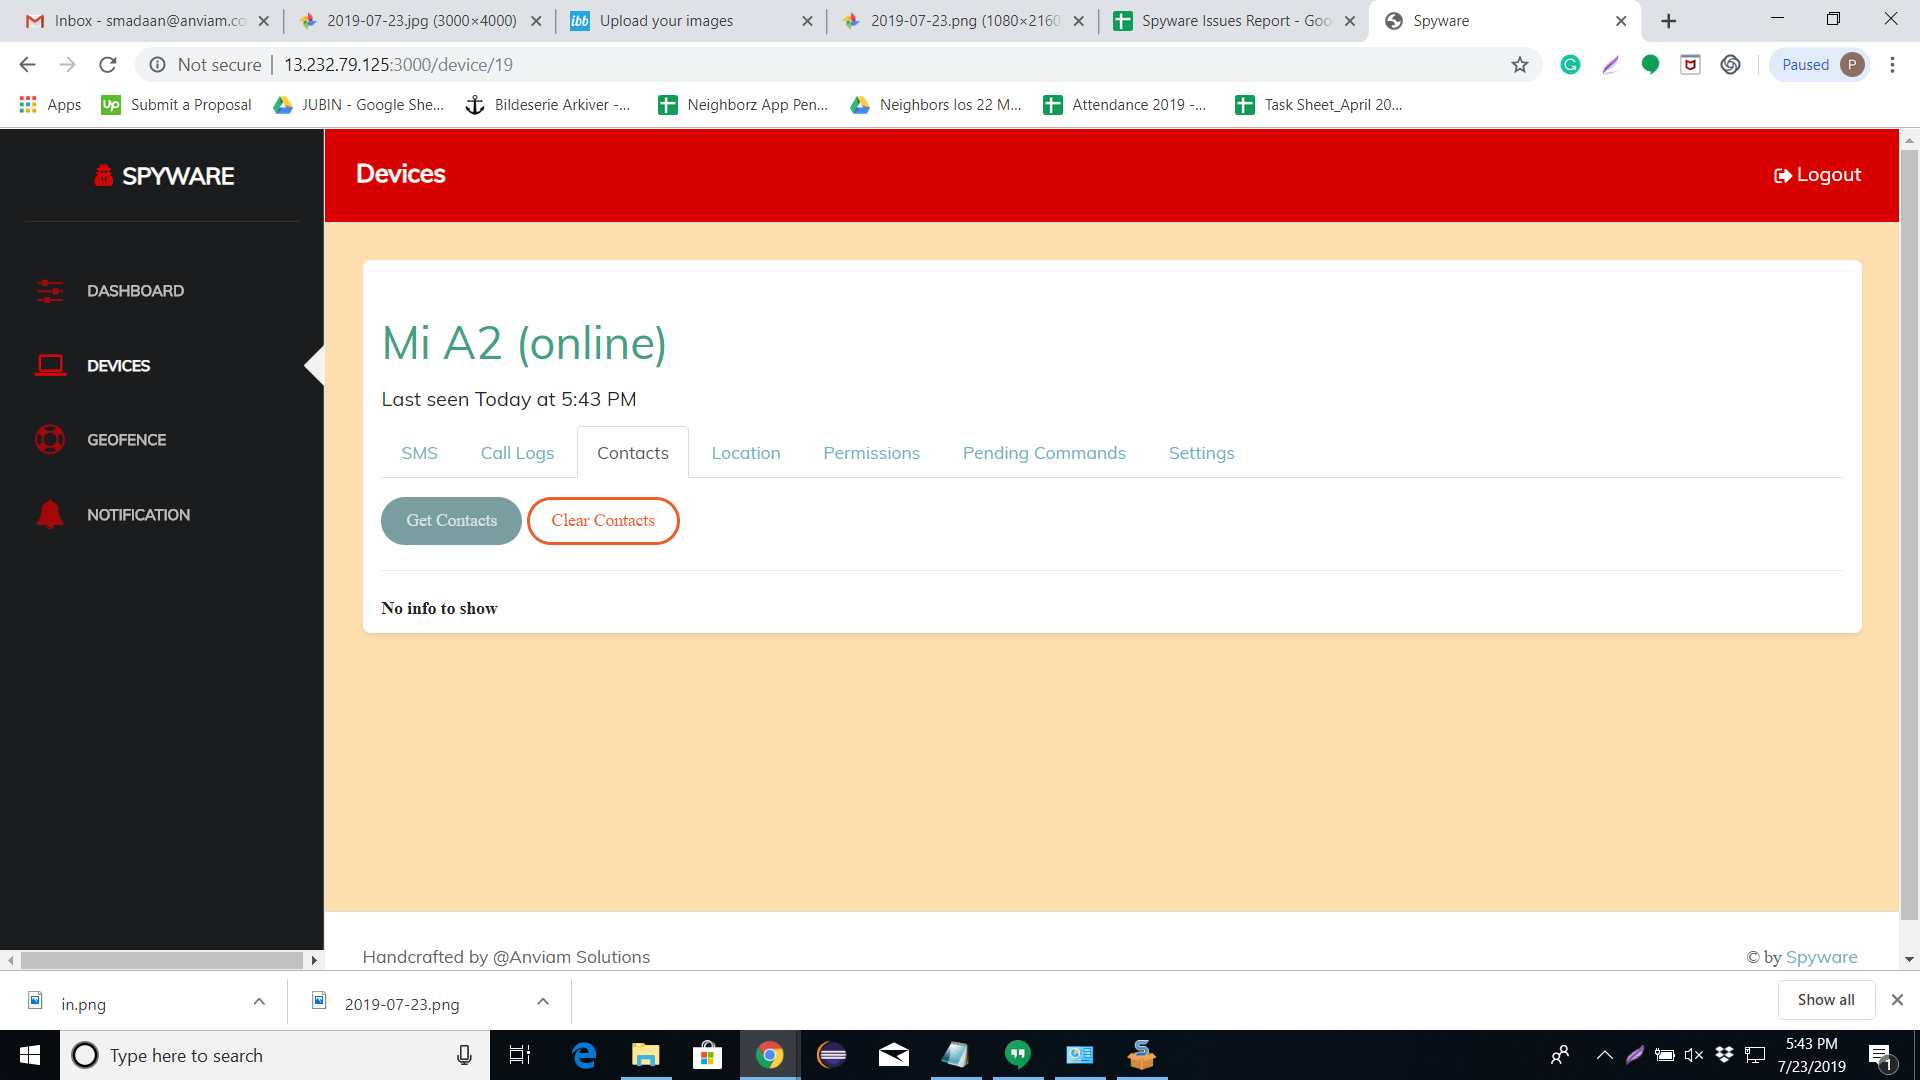 Inbox - smadaan@anviam.co
2019-07-23.jpg (3000×4000)
ibb Upload your images
2019-07-23.png (1080×2160
Spyware Issues Report - Goo
Spyware
Not secure | 13.232.79.125:3000/device/19
Paused P
Apps
Up Submit a Proposal
JUBIN - Google She...
Bildeserie Arkiver -...
Neighborz App Pen...
Neighbors Ios 22 M...
Attendance 2019 -...
Task Sheet_April 20...
SPYWARE
Devices
Logout
DASHBOARD
DEVICES
GEOFENCE
NOTIFICATION
Mi A2 (online)
Last seen Today at 5:43 PM
SMS Call Logs Contacts Location Permissions Pending Commands Settings
Get Contacts Clear Contacts
No info to show
Handcrafted by @Anviam Solutions
© by Spyware
in.png
2019-07-23.png
Show all
Type here to search
5:43 PM
7/23/2019
1